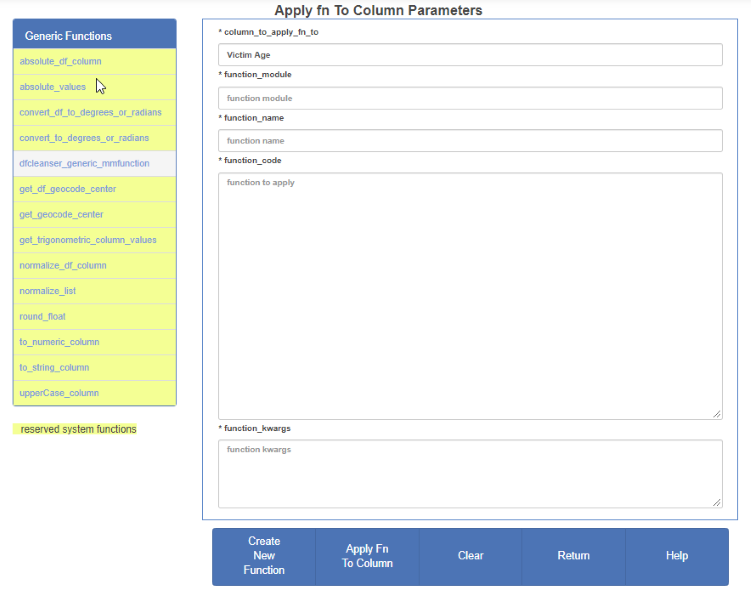 Apply fn To Column Parameters
Generic Functions
absolute_df_column
absolute_values
convert_df_to_degrees_or_radians
convert_to_degrees_or_radians
dfcleanser_generic_mmfunction
get_df_geocode_center
get_geocode_center
get_trigonometric_column_values
normalize_df_column
normalize_list
round_float
to_numeric_column
to_string_column
upperCase_column
reserved system functions
* column_to_apply_fn_to
Victim Age
* function_module
function module
* function_name
function name
* function_code
function to apply
* function_kwargs
function kwargs
Create
New
Function
Apply Fn
To Column
Clear
Return
Help